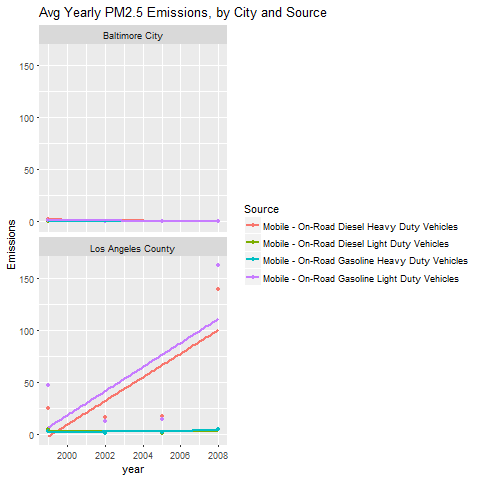 Avg Yearly PM2.5 Emissions, by City and Source
Baltimore City
150
100
50
0
Los Angeles County
150
100
50
0
2000 2002 2004 2006 2008
year
Emissions
Source
Mobile - On-Road Diesel Heavy Duty Vehicles
Mobile - On-Road Diesel Light Duty Vehicles
Mobile - On-Road Gasoline Heavy Duty Vehicles
Mobile - On-Road Gasoline Light Duty Vehicles